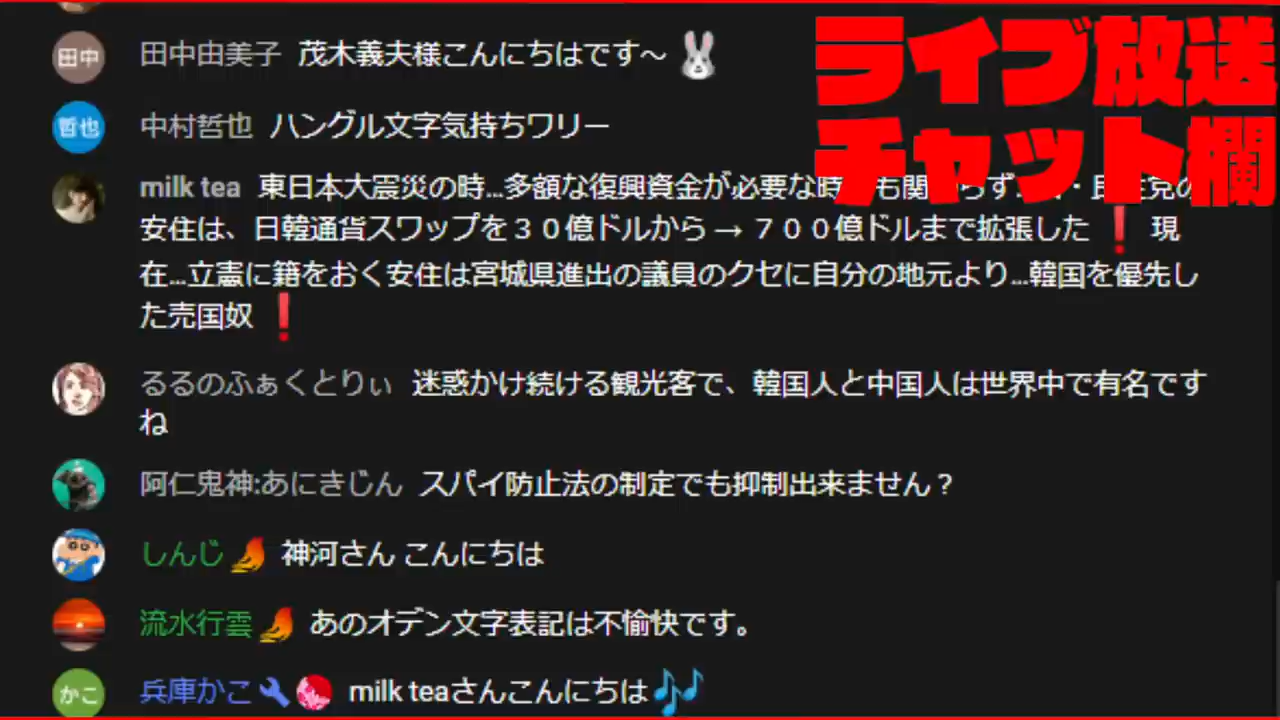 ライブ放送
チャット欄
田中 田中由美子 茂木義夫様こんにちはです〜
哲也 中村哲也 ハングル文字気持ちワリー
milk tea 東日本大震災の時...多額な復興資金が必要な時 も関 らず... ・民主党の
安住は、日韓通貨スワップを３０億ドルから → ７００億ドルまで拡張した❗ 現
在...立憲に籍をおく安住は宮城県進出の議員のクセに自分の地元より...韓国を優先し
た売国奴❗
るるのふぁくとりぃ 迷惑かけ続ける観光客で、韓国人と中国人は世界中で有名です
ね
阿仁鬼神:あにきじん スパイ防止法の制定でも抑制出来ません？
しんじ 神河さん こんにちは
流水行雲 あのオデン文字表記は不愉快です。
かこ 兵庫かこ milk teaさんこんにちは🎶